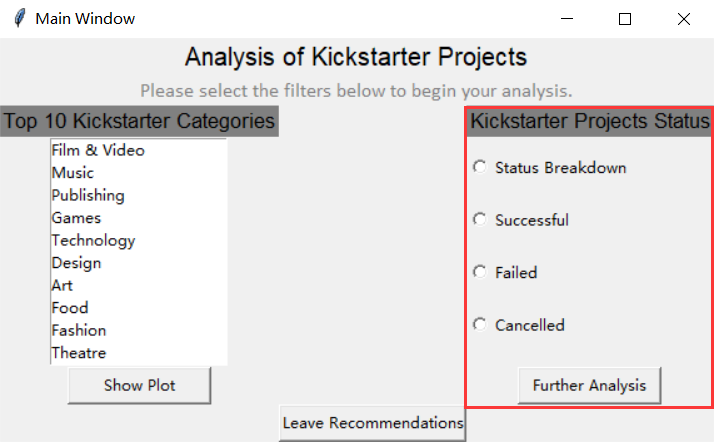 Main Window
Analysis of Kickstarter Projects
Please select the filters below to begin your analysis.
Top 10 Kickstarter Categories
Film & Video
Music
Publishing
Games
Technology
Design
Art
Food
Fashion
Theatre
Show Plot
Kickstarter Projects Status
Status Breakdown
Successful
Failed
Cancelled
Further Analysis
Leave Recommendations